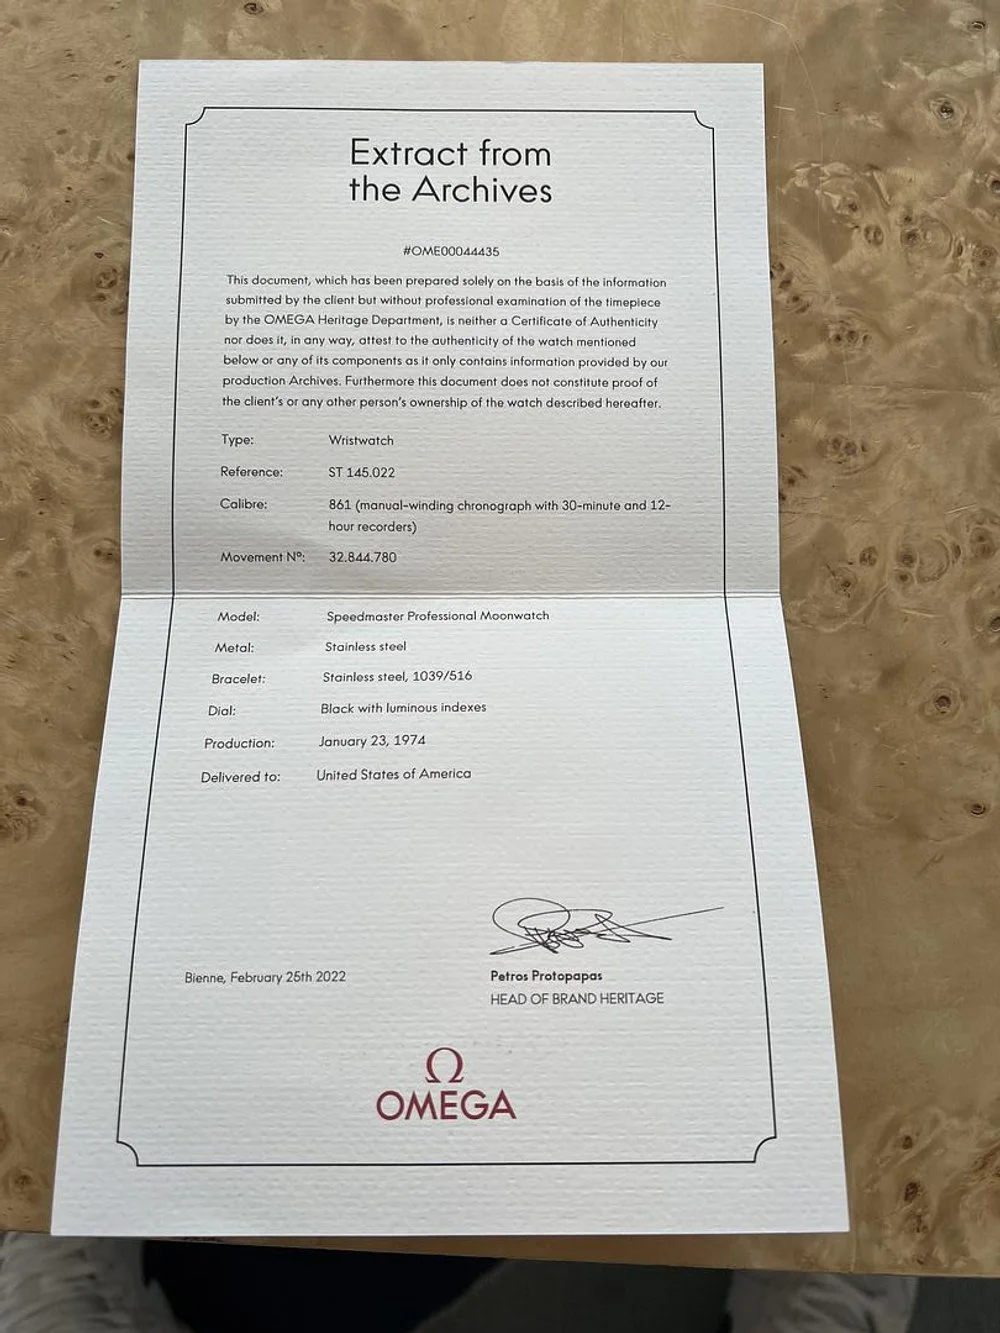 Extract from
the Archives
#OME00044435
This document, which has been prepared solely on the basis of the information
submitted by the client but without professional examination of the timepiece
by the OMEGA Heritage Department, is neither a Certificate of Authenticity
nor does it, in any way, attest to the authenticity of the watch mentioned
below or any of its components as it only contains information provided by our
production Archives. Furthermore this document does not constitute proof of
the client's or any other person's ownership of the watch described hereafter.
Type: Wristwatch
Reference: ST 145.022
Calibre: 861 (manual-winding chronograph with 30-minute and 12-
hour recorders)
Movement Nº: 32.844.780
Model: Speedmaster Professional Moonwatch
Metal: Stainless steel
Bracelet: Stainless steel, 1039/516
Dial: Black with luminous indexes
Production: January 23, 1974
Delivered to: United States of America
Bienne, February 25th 2022
Petros Protopapas
HEAD OF BRAND HERITAGE
Ω
OMEGA